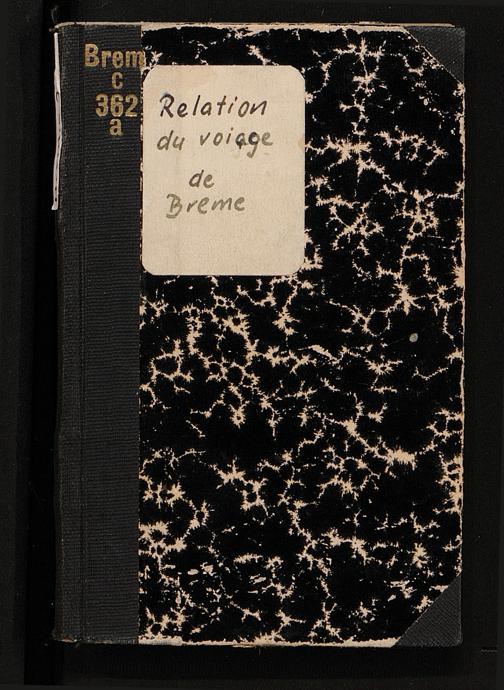 Brem
c
362
a
Relation
du voiage
de
Breme